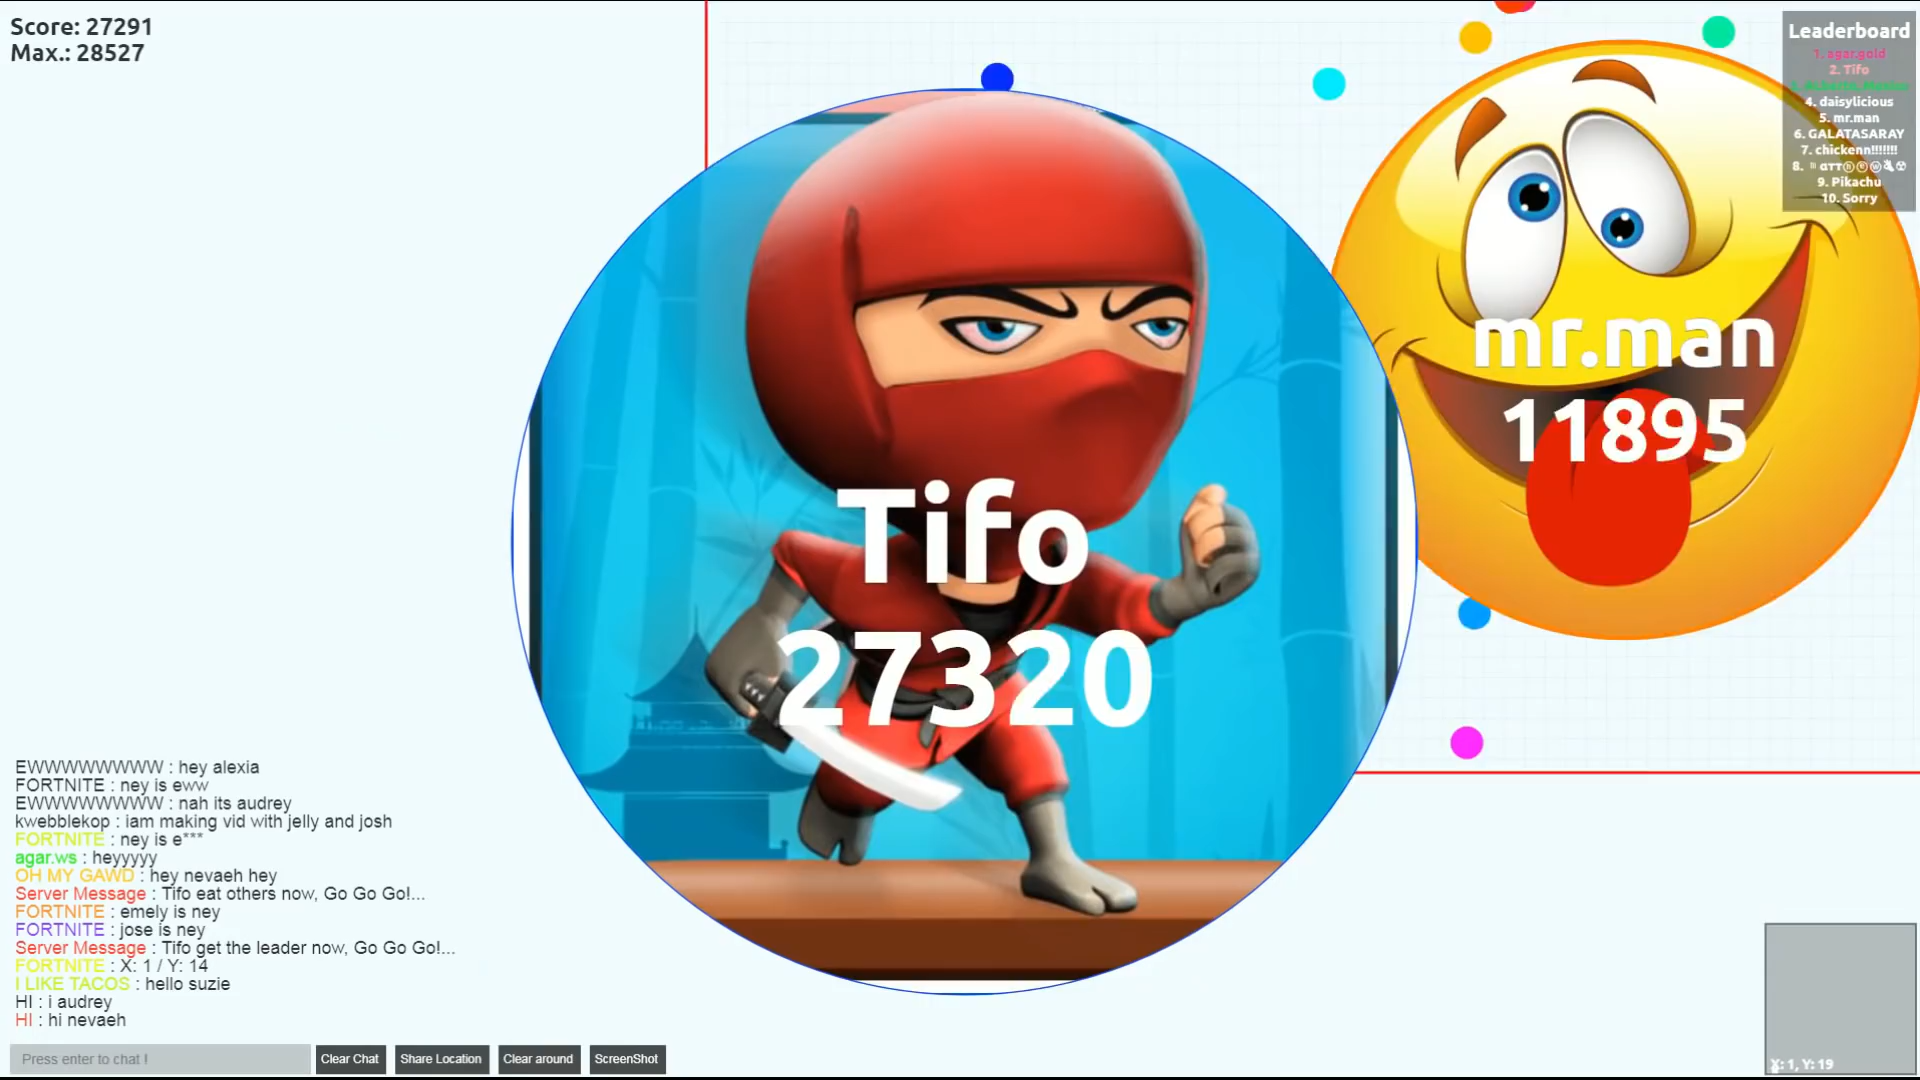 Score: 27291
Max.: 28527
Leaderboard
1. agar.gold
2. Tifo
4. daisylicious
5. mr.man
6. GALATASARAY
7. chickenn!!!!!!!
8.
9. Pikachu
10. Sorry
mr.man
11895
Tifo
27320
EWWWWWWWW : hey alexia
FORTNITE : ney is eww
EWWWWWWWW : nah its audrey
kwebblekop : iam making vid with jelly and josh
FORTNITE : ney is e***
agar.ws : heyyyyy
OH MY GAWD : hey nevaeh hey
Server Message : Tifo eat others now, Go Go Go!...
FORTNITE : emely is ney
FORTNITE : jose is ney
Server Message : Tifo get the leader now, Go Go Go!...
FORTNITE : X: 1 / Y: 14
I LIKE TACOS : hello suzie
HI : i audrey
HI : hi nevaeh
Press enter to chat !
Clear Chat
Share Location
Clear around
ScreenShot
X: 1, Y: 19